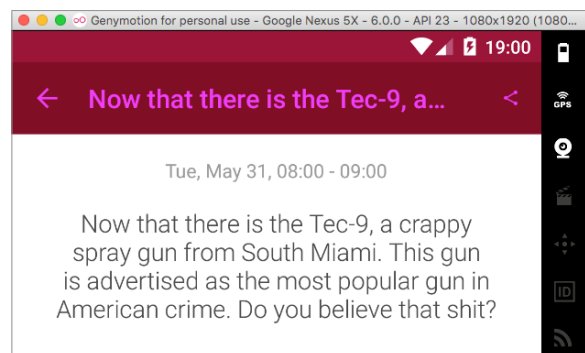 Genymotion for personal use - Google Nexus 5X - 6.0.0 - API 23 - 1080x1920 (1080...
19:00
Now that there is the Tec-9, a...
GPS
Tue, May 31, 08:00 - 09:00
Now that there is the Tec-9, a crappy
spray gun from South Miami. This gun
is advertised as the most popular gun in
American crime. Do you believe that shit?
ID